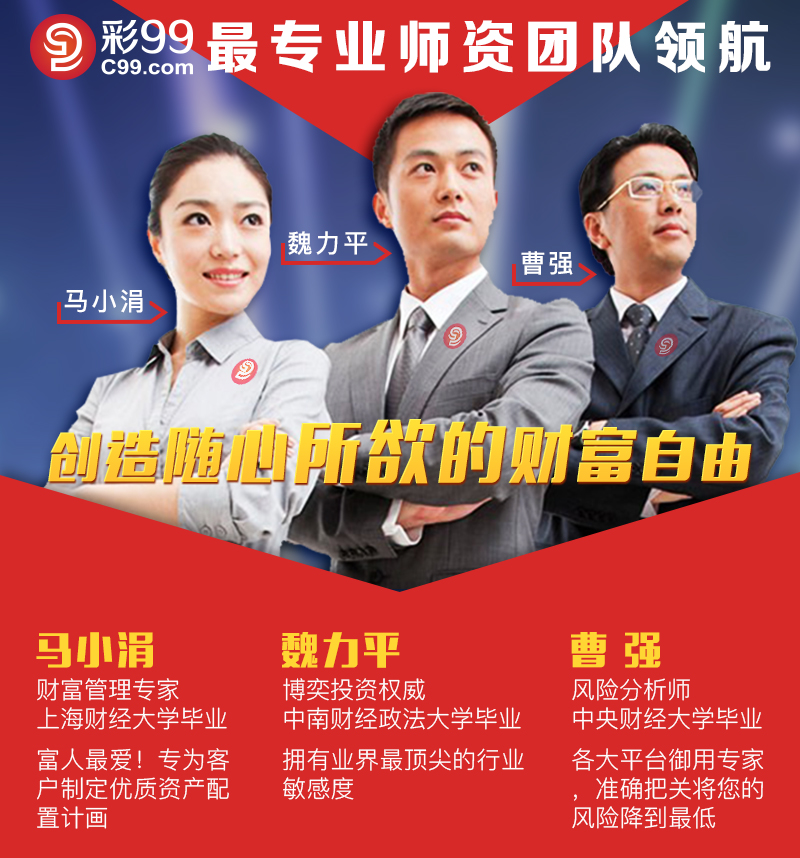 彩99
C99.com
最专业师资团队领航
魏力平
曹强
马小涓
创造随心所欲的财富自由
马小涓
财富管理专家
上海财经大学毕业
富人最爱！专为客
户制定优质资产配
置计画
魏力平
博奕投资权威
中南财经政法大学毕业
拥有业界最顶尖的行业
敏感度
曹 强
风险分析师
中央财经大学毕业
各大平台御用专家
，准确把关将您的
风险降到最低